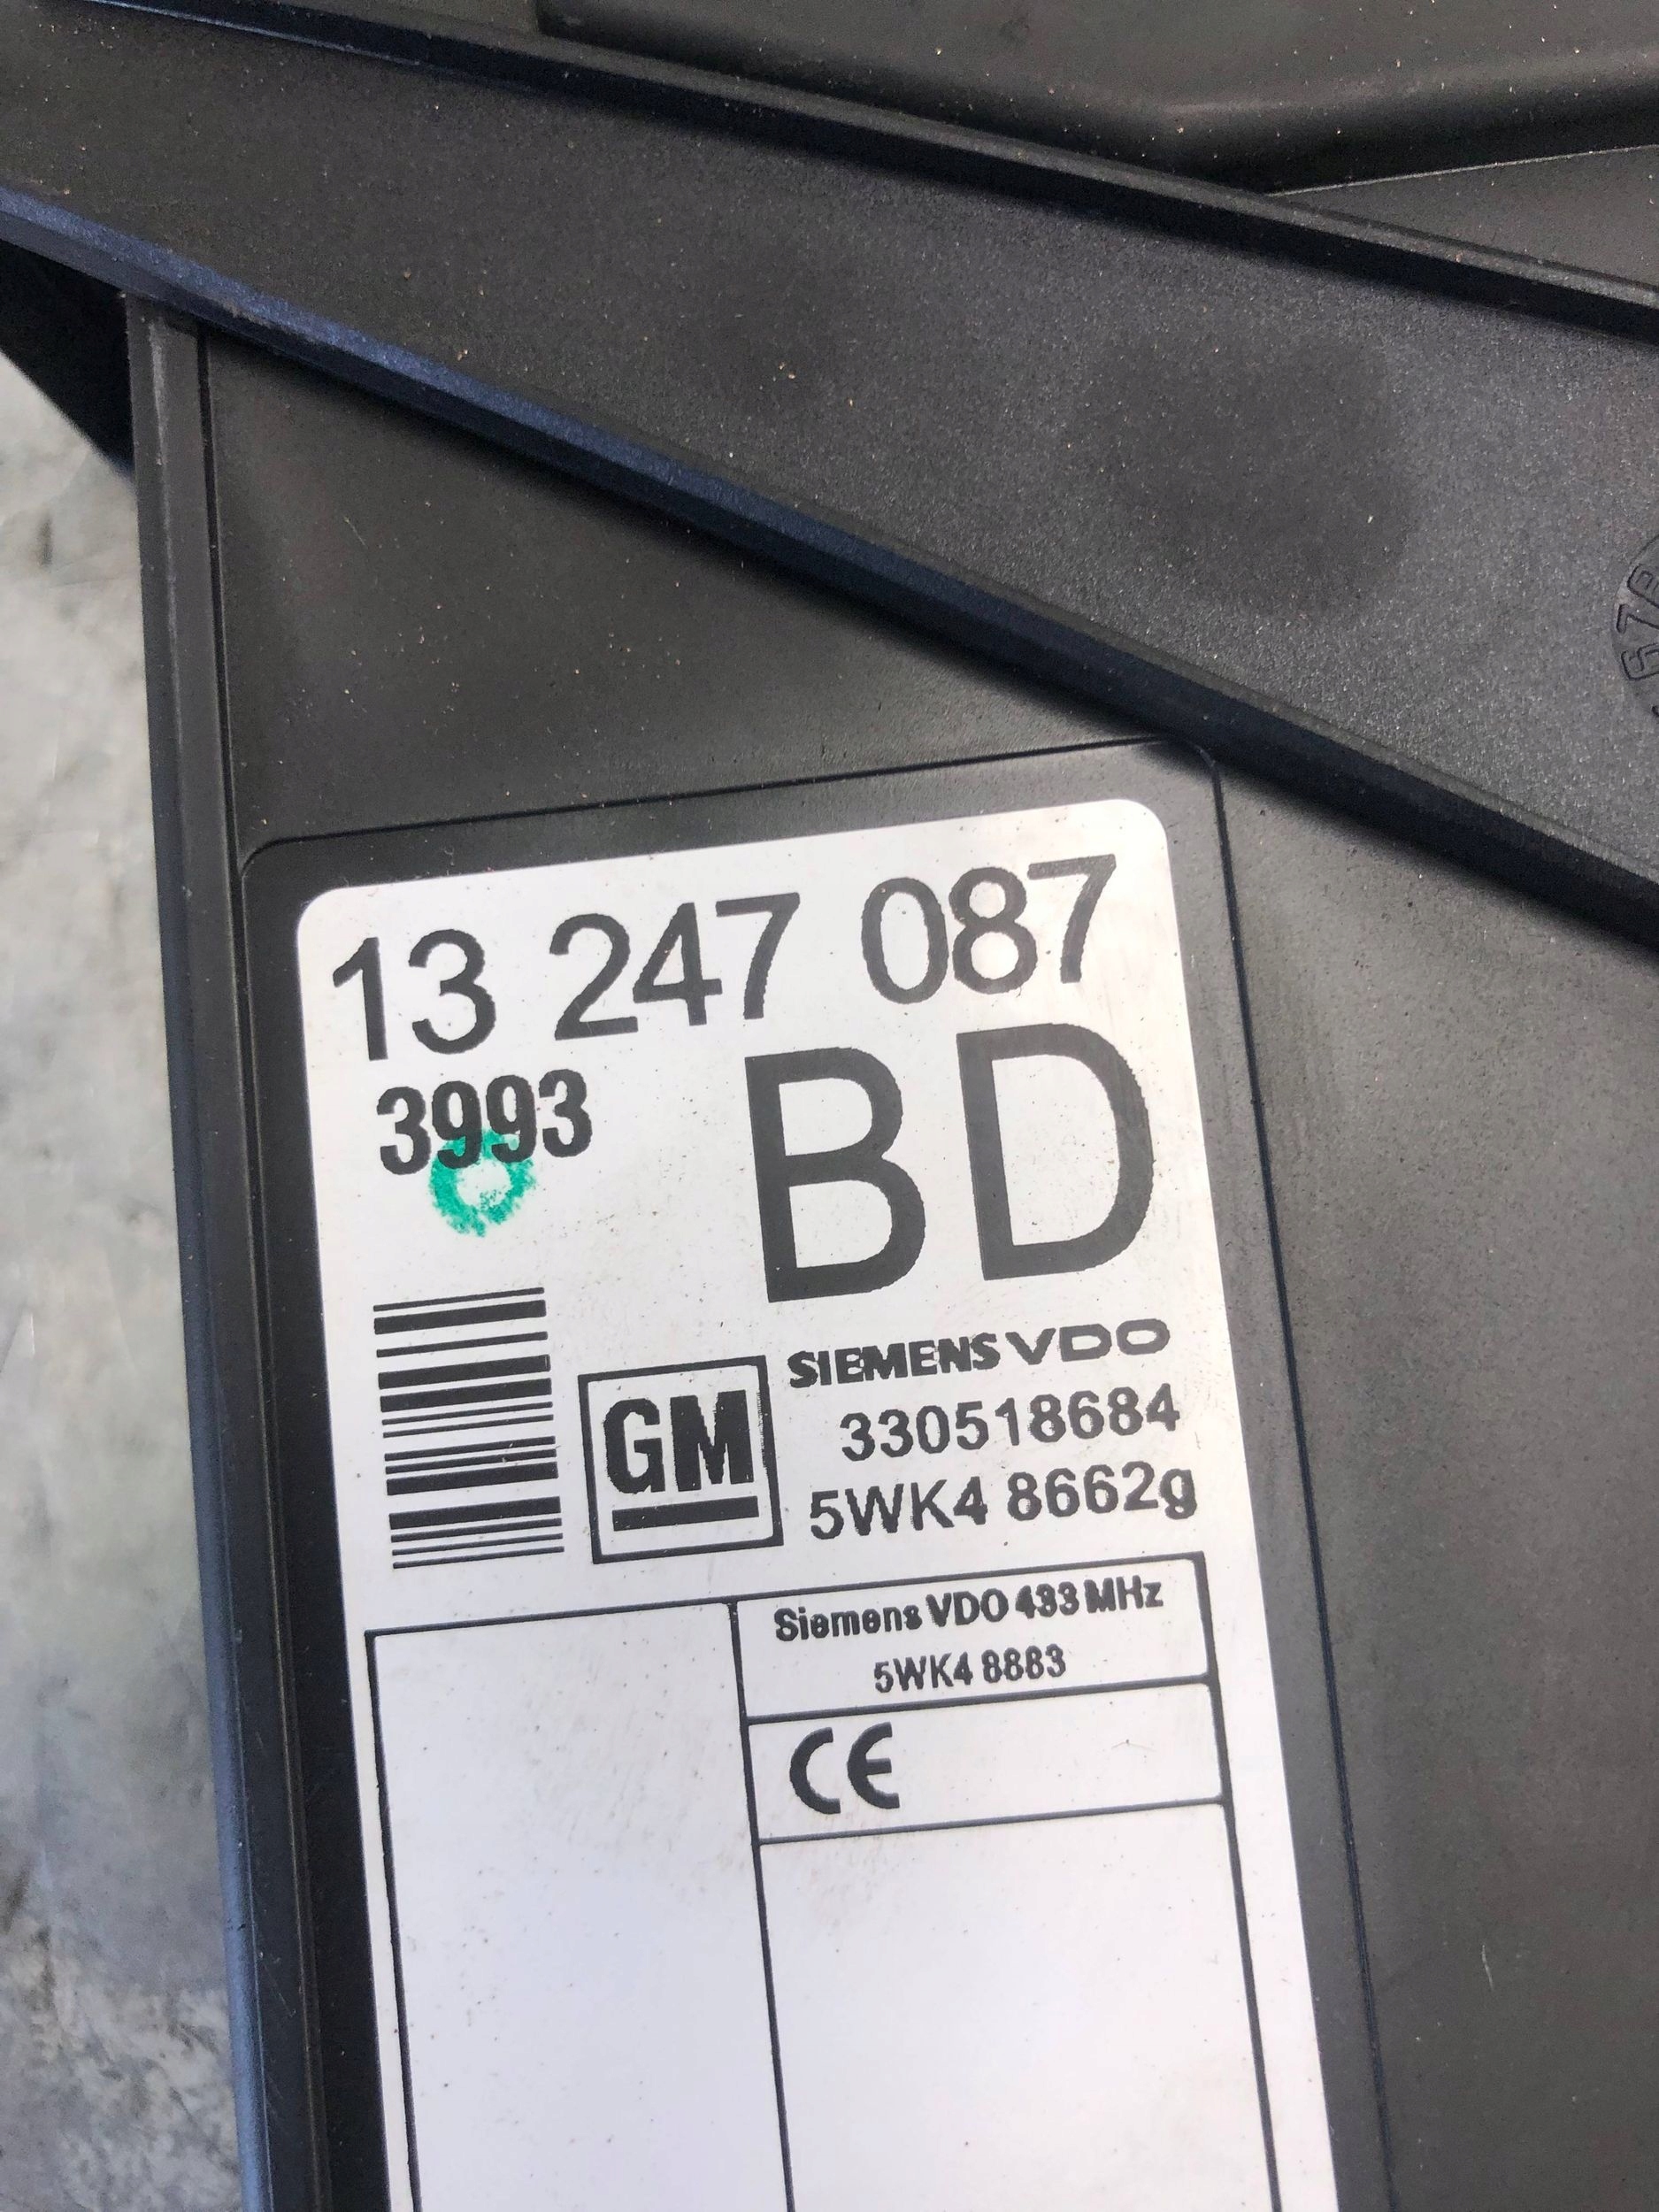 13 247 087
3993
BD
SIEMENS VDO
GM
330518684
5WK4 8662g
Siemens VDO 433 MHz
5WK4 8883
CE